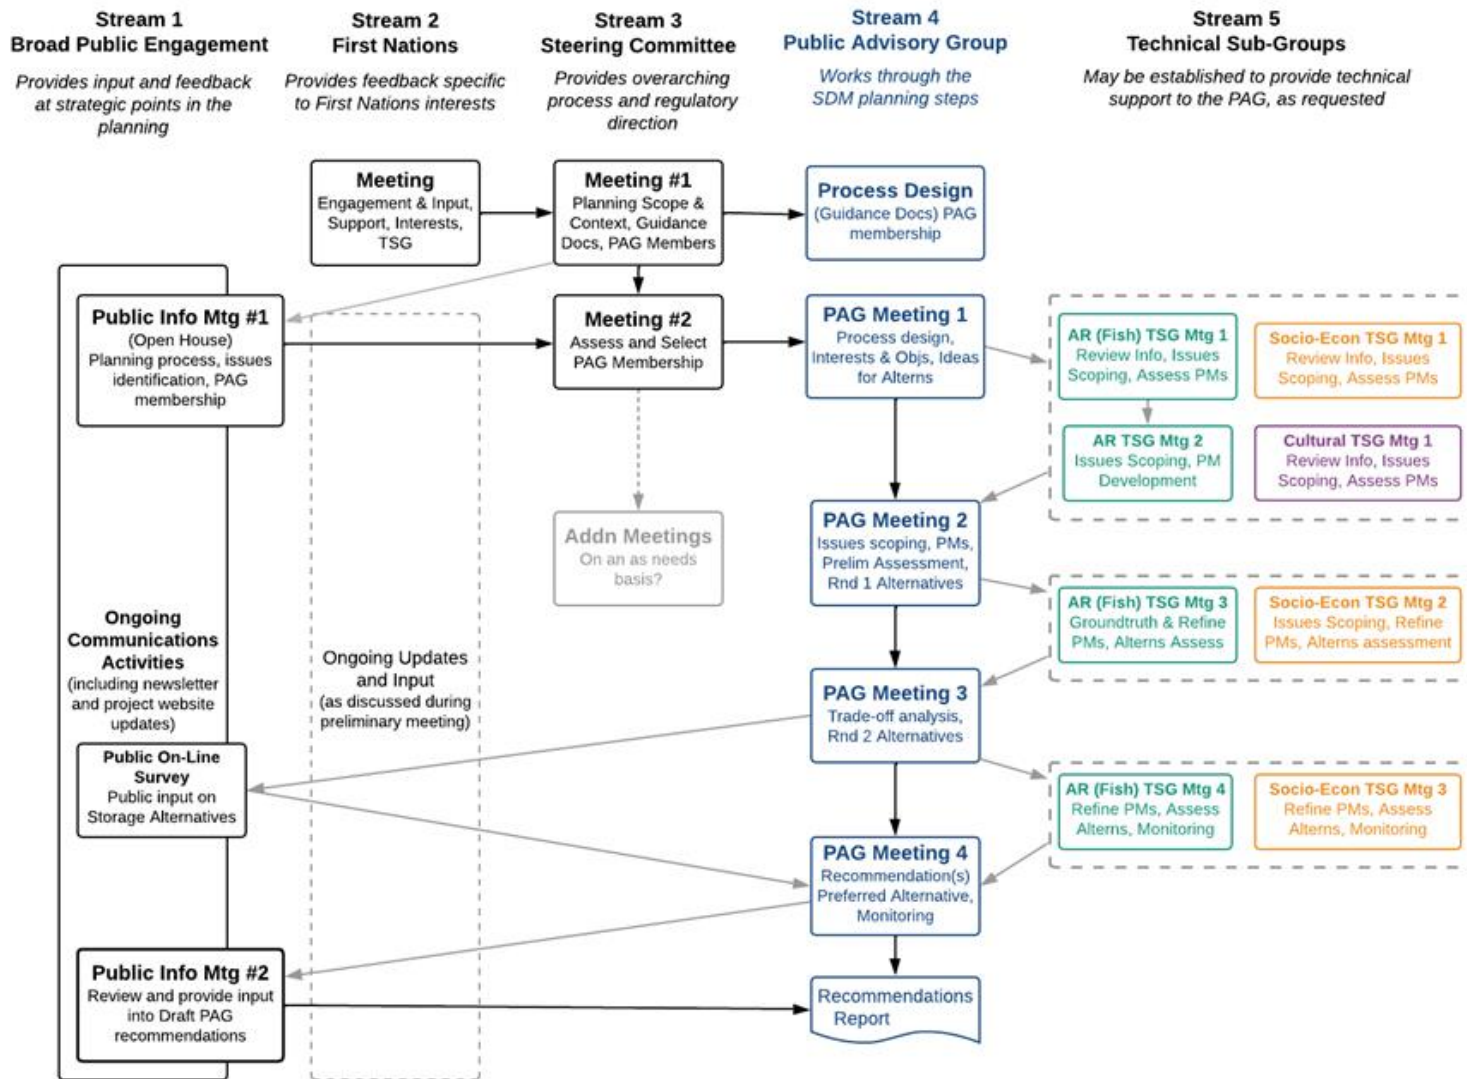 Stream 1
Broad Public Engagement
Provides input and feedback
at strategic points in the
planning
Stream 2
First Nations
Provides feedback specific
to First Nations interests
Stream 3
Steering Committee
Provides overarching
process and regulatory
direction
Stream 4
Public Advisory Group
Works through the
SDM planning steps
Stream 5
Technical Sub-Groups
May be established to provide technical
support to the PAG, as requested
Meeting
Engagement & Input,
Support, Interests,
TSG
Meeting #1
Planning Scope &
Context, Guidance
Docs, PAG Members
Process Design
(Guidance Docs) PAG
membership
Public Info Mtg #1
(Open House)
Planning process, issues
identification, PAG
membership
Meeting #2
Assess and Select
PAG Membership
PAG Meeting 1
Process design,
Interests & Objs, Ideas
for Alterns
AR (Fish) TSG Mtg 1
Review Info, Issues
Scoping, Assess PMs
Socio-Econ TSG Mtg 1
Review Info, Issues
Scoping, Assess PMs
AR TSG Mtg 2
Issues Scoping, PM
Development
Cultural TSG Mtg 1
Review Info, Issues
Scoping, Assess PMs
Addn Meetings
On an as needs
basis?
PAG Meeting 2
Issues scoping, PMs,
Prelim Assessment,
Rnd 1 Alternatives
AR (Fish) TSG Mtg 3
Groundtruth & Refine
PMs, Alterns Assess
Socio-Econ TSG Mtg 2
Issues Scoping, Refine
PMs, Alterns assessment
Ongoing
Communications
Activities
(including newsletter
and project website
updates)
Ongoing Updates
and Input
(as discussed during
preliminary meeting)
PAG Meeting 3
Trade-off analysis,
Rnd 2 Alternatives
Public On-Line
Survey
Public input on
Storage Alternatives
AR (Fish) TSG Mtg 4
Refine PMs, Assess
Alterns, Monitoring
Socio-Econ TSG Mtg 3
Refine PMs, Assess
Alterns, Monitoring
PAG Meeting 4
Recommendation(s)
Preferred Alternative,
Monitoring
Public Info Mtg #2
Review and provide input
into Draft PAG
recommendations
Recommendations
Report